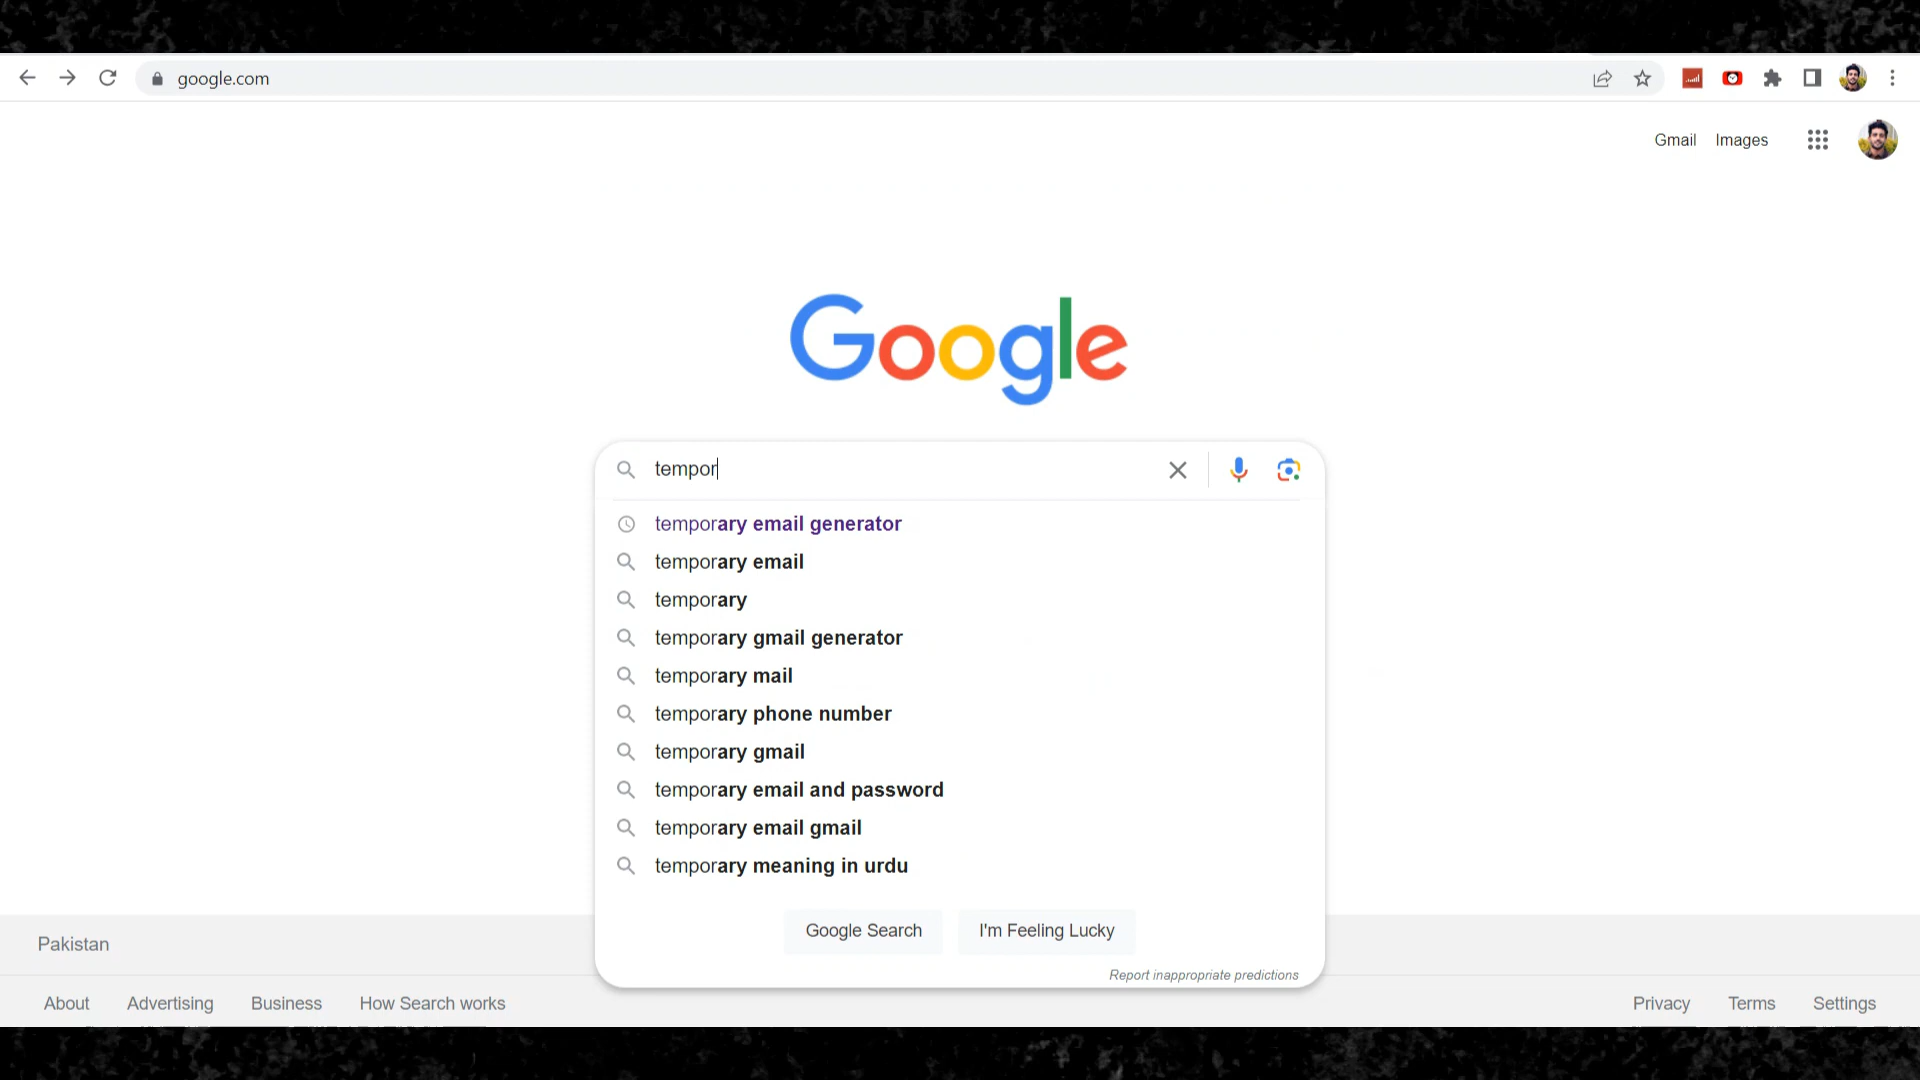 google.com
Gmail Images
Google
tempor
temporary email generator
temporary email
temporary
temporary gmail generator
temporary mail
temporary phone number
temporary gmail
temporary email and password
temporary email gmail
temporary meaning in urdu
Google Search I'm Feeling Lucky
Report inappropriate predictions
Pakistan
About Advertising Business How Search works Privacy Terms Settings